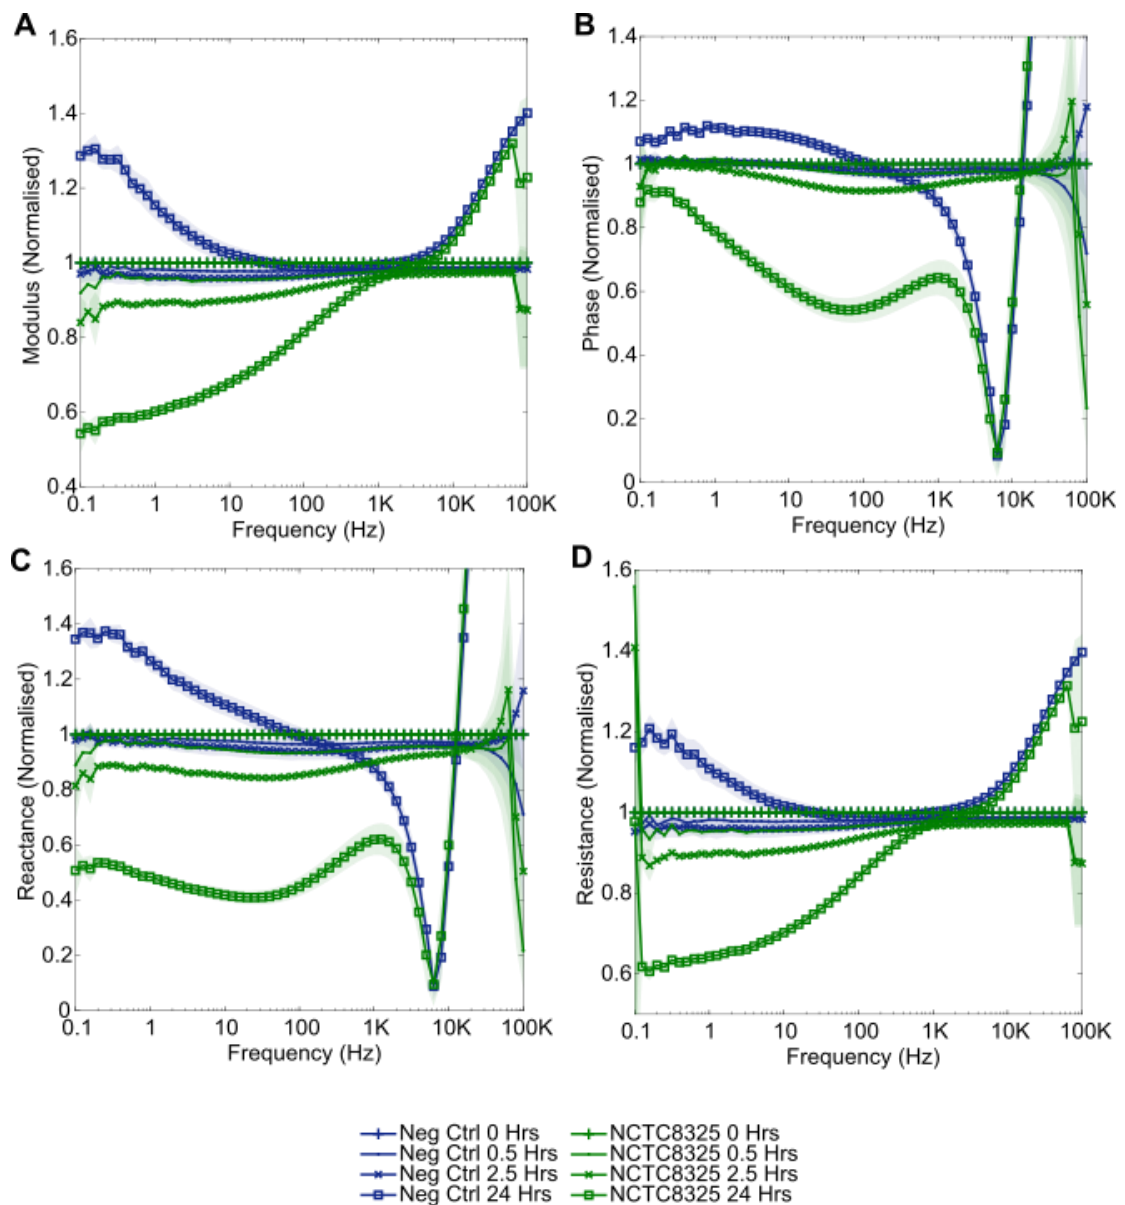 A
1.6
1.4
1.2
1
0.8
0.6
0.4
Modulus (Normalised)
0.1 1 10 100 1K 10K 100K
Frequency (Hz)
B
1.4
1.2
1
0.8
0.6
0.4
0.2
0
Phase (Normalised)
0.1 1 10 100 1K 10K 100K
Frequency (Hz)
C
1.6
1.4
1.2
1
0.8
0.6
0.4
0.2
0
Reactance (Normalised)
0.1 1 10 100 1K 10K 100K
Frequency (Hz)
D
1.6
1.4
1.2
1
0.8
0.6
Resistance (Normalised)
0.1 1 10 100 1K 10K 100K
Frequency (Hz)
Neg Ctrl 0 Hrs NCTC8325 0 Hrs
Neg Ctrl 0.5 Hrs NCTC8325 0.5 Hrs
Neg Ctrl 2.5 Hrs NCTC8325 2.5 Hrs
Neg Ctrl 24 Hrs NCTC8325 24 Hrs